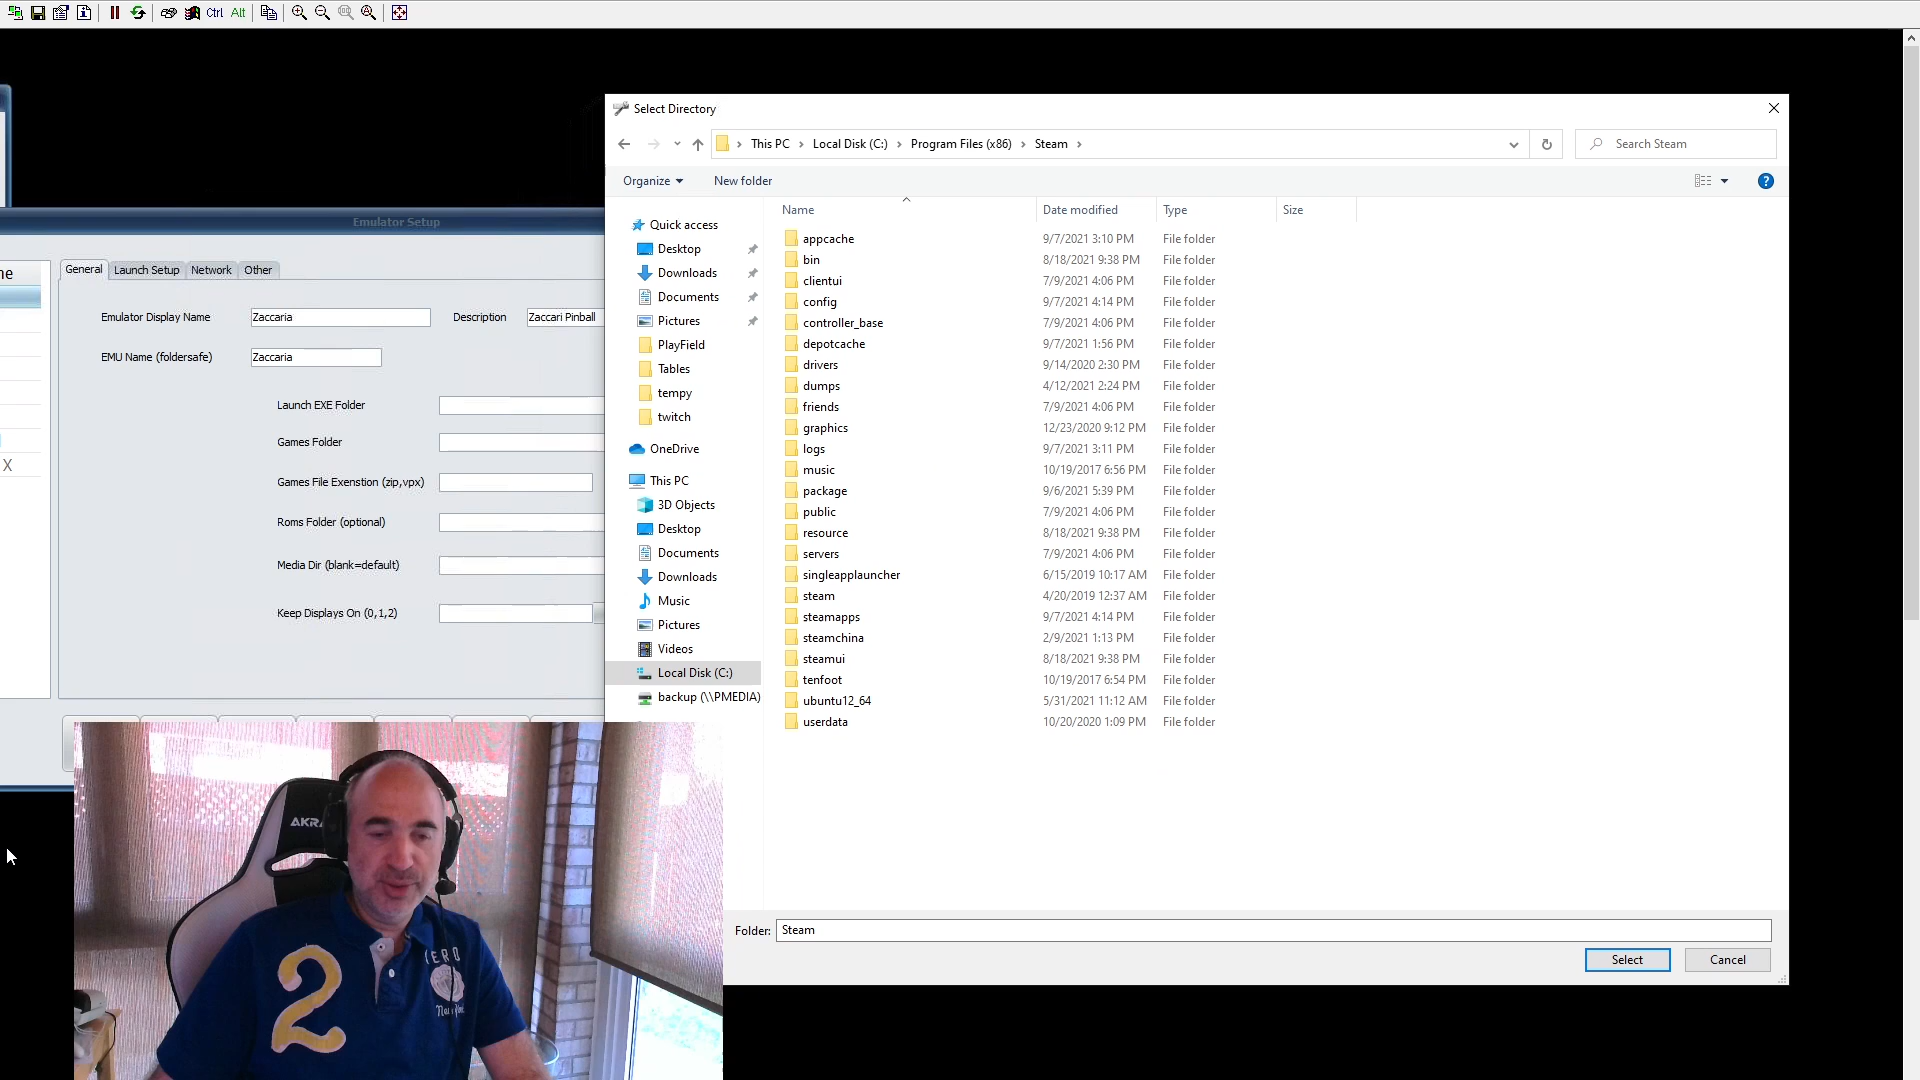 Ctrl Alt
Select Directory
This PC Local Disk (C:) Program Files (x86) Steam
Search Steam
Organize New folder
Name Date modified Type Size
Quick access
Desktop
Downloads
Documents
Pictures
PlayField
Tables
tempy
twitch
OneDrive
This PC
3D Objects
Desktop
Documents
Downloads
Music
Pictures
Videos
Local Disk (C:)
backup (\\PMEDIA)
appcache 9/7/2021 3:10 PM File folder
bin 8/18/2021 9:38 PM File folder
clientui 7/9/2021 4:06 PM File folder
config 9/7/2021 4:14 PM File folder
controller_base 7/9/2021 4:06 PM File folder
depotcache 9/7/2021 1:56 PM File folder
drivers 9/14/2020 2:30 PM File folder
dumps 4/12/2021 2:24 PM File folder
friends 7/9/2021 4:06 PM File folder
graphics 12/23/2020 9:12 PM File folder
logs 9/7/2021 3:11 PM File folder
music 10/19/2017 6:56 PM File folder
package 9/6/2021 5:39 PM File folder
public 7/9/2021 4:06 PM File folder
resource 8/18/2021 9:38 PM File folder
servers 7/9/2021 4:06 PM File folder
singleapplauncher 6/15/2019 10:17 AM File folder
steam 4/20/2019 12:37 AM File folder
steamapps 9/7/2021 4:14 PM File folder
steamchina 2/9/2021 1:13 PM File folder
steamui 8/18/2021 9:38 PM File folder
tenfoot 10/19/2017 6:54 PM File folder
ubuntu12_64 5/31/2021 11:12 AM File folder
userdata 10/20/2020 1:09 PM File folder
Folder: Steam
Select Cancel
Emulator Setup
ne
X
General Launch Setup Network Other
Emulator Display Name Zaccaria Description Zaccari Pinball
EMU Name (foldersafe) Zaccaria
Launch EXE Folder
Games Folder
Games File Exenstion (zip,vpx)
Roms Folder (optional)
Media Dir (blank=default)
Keep Displays On (0,1,2)
AKR
2